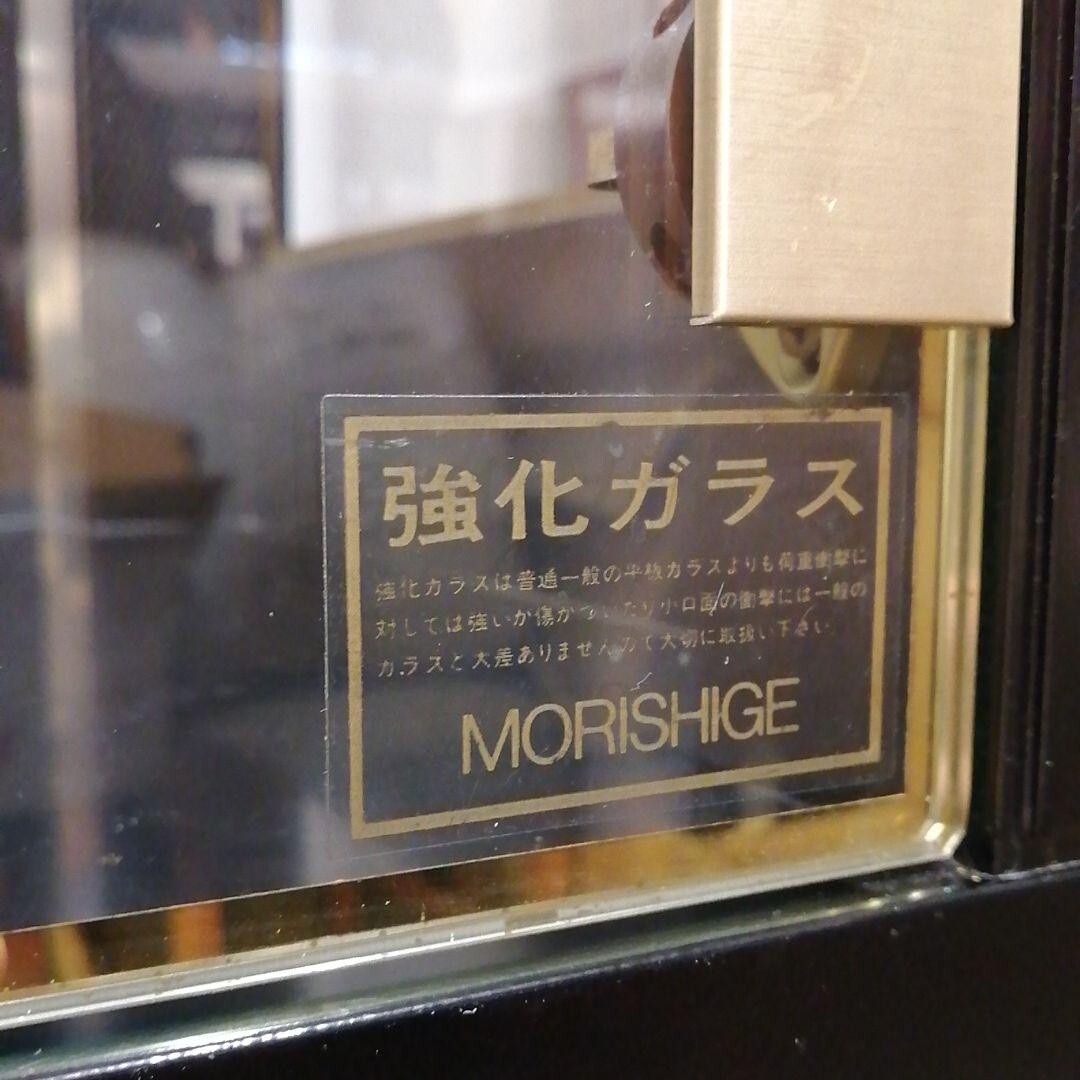 強化ガラス
強化ガラスは普通一般の平板ガラスよりも荷重衝撃に
対しては強いが傷がついたり小口面の衝撃には一般の
ガラスと大差ありませんので大切に取扱い下さい。
MORISHIGE